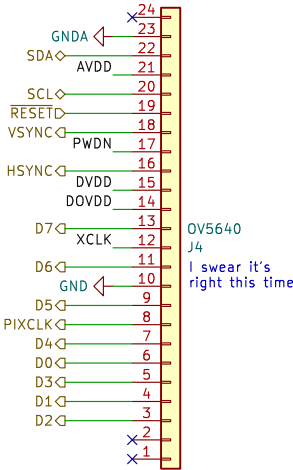 24
GNDA 23
SDA 22
AVDD 21
SCL 20
RESET 19
VSYNC 18
PWDN 17
HSYNC 16
DVDD 15
DOVDD 14
D7 13
OV5640
XCLK 12
J4
D6 11
I swear it's
GND 10
right this time
D5 9
PIXCLK 8
D4 7
D0 6
D3 5
D1 4
D2 3
2
1